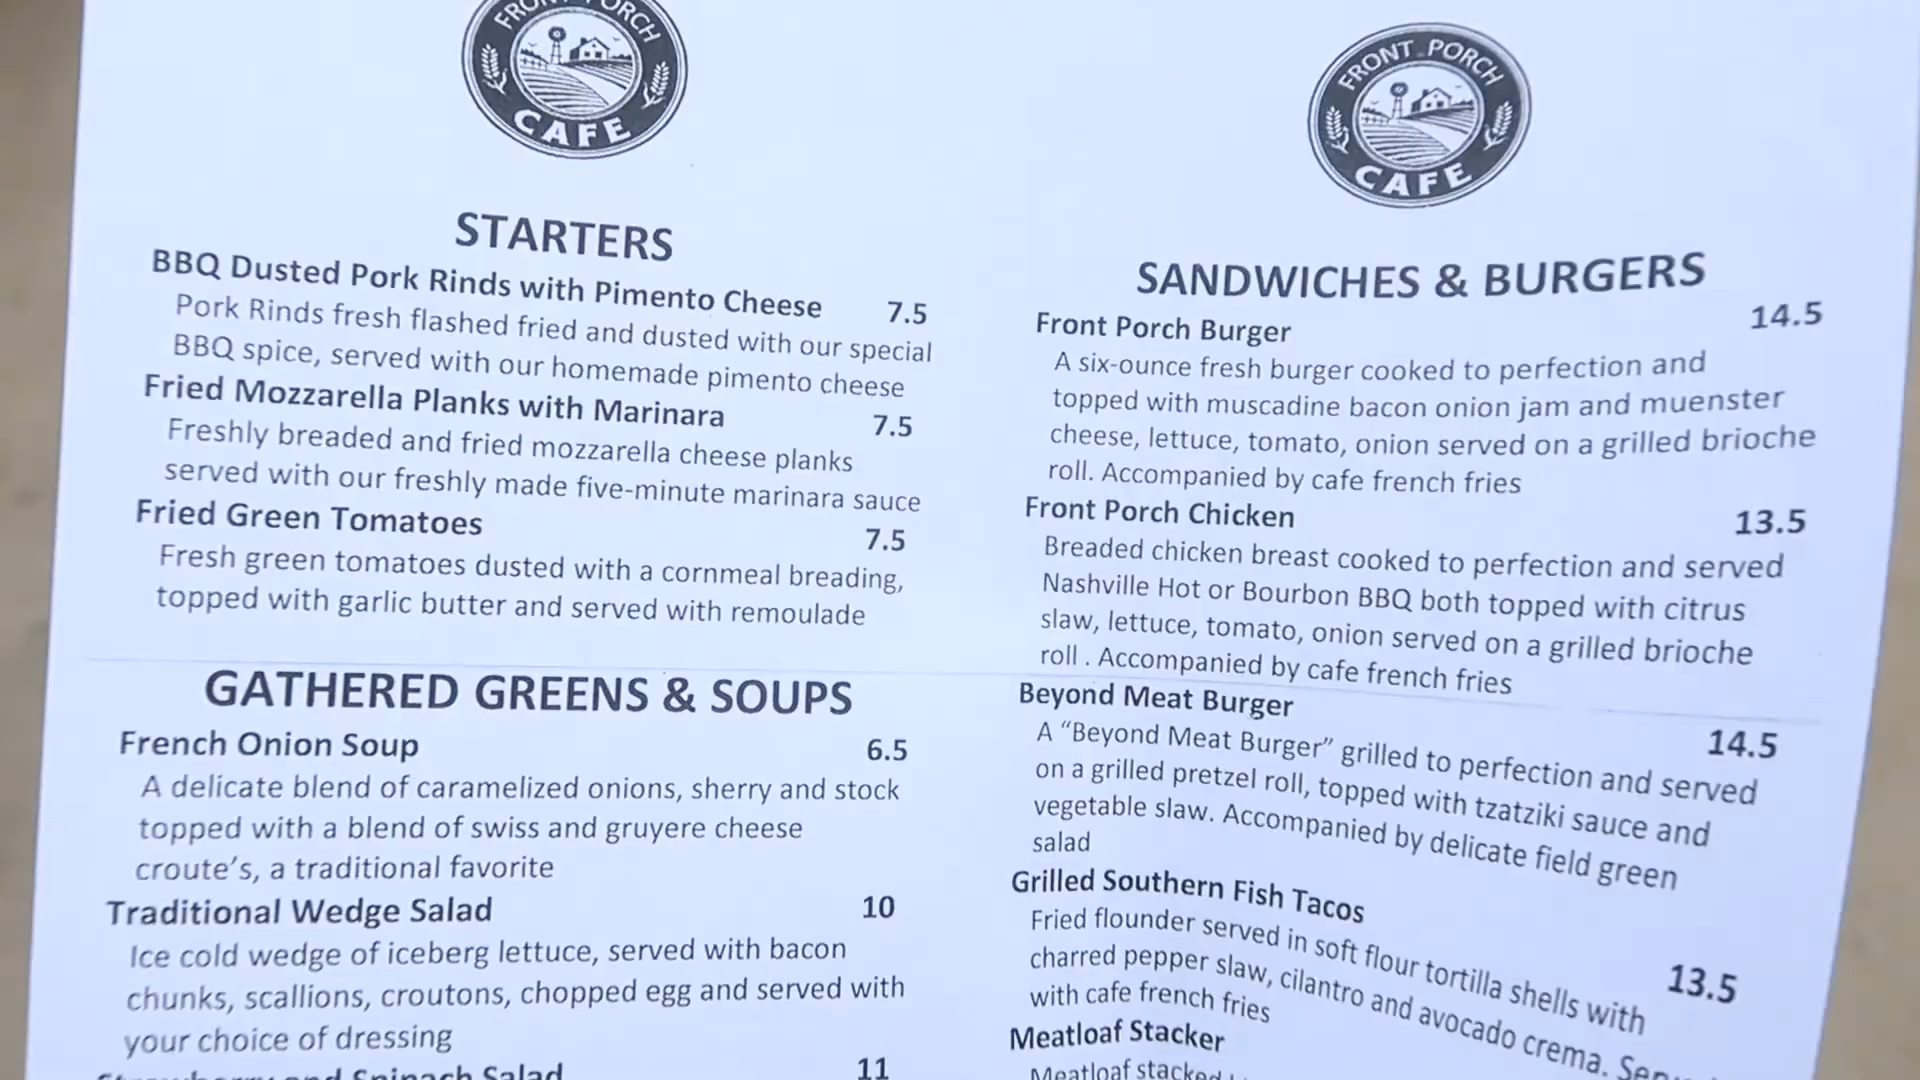 FRONT PORCH
CAFE
STARTERS
BBQ Dusted Pork Rinds with Pimento Cheese 7.5
Pork Rinds fresh flashed fried and dusted with our special
BBQ spice, served with our homemade pimento cheese
Fried Mozzarella Planks with Marinara 7.5
Freshly breaded and fried mozzarella cheese planks
served with our freshly made five-minute marinara sauce
Fried Green Tomatoes 7.5
Fresh green tomatoes dusted with a cornmeal breading,
topped with garlic butter and served with remoulade
GATHERED GREENS & SOUPS
French Onion Soup 6.5
A delicate blend of caramelized onions, sherry and stock
topped with a blend of swiss and gruyere cheese
croute's, a traditional favorite
Traditional Wedge Salad 10
Ice cold wedge of iceberg lettuce, served with bacon
chunks, scallions, croutons, chopped egg and served with
your choice of dressing
Strawberry and Spinach Salad 11
FRONT PORCH
CAFE
SANDWICHES & BURGERS
Front Porch Burger 14.5
A six-ounce fresh burger cooked to perfection and
topped with muscadine bacon onion jam and muenster
cheese, lettuce, tomato, onion served on a grilled brioche
roll. Accompanied by cafe french fries
Front Porch Chicken 13.5
Breaded chicken breast cooked to perfection and served
Nashville Hot or Bourbon BBQ both topped with citrus
slaw, lettuce, tomato, onion served on a grilled brioche
roll . Accompanied by cafe french fries
Beyond Meat Burger 14.5
A “Beyond Meat Burger” grilled to perfection and served
on a grilled pretzel roll, topped with tzatziki sauce and
vegetable slaw. Accompanied by delicate field green
salad
Grilled Southern Fish Tacos 13.5
Fried flounder served in soft flour tortilla shells with
charred pepper slaw, cilantro and avocado crema.
with cafe french fries
Meatloaf Stacker
Meatloaf stacked